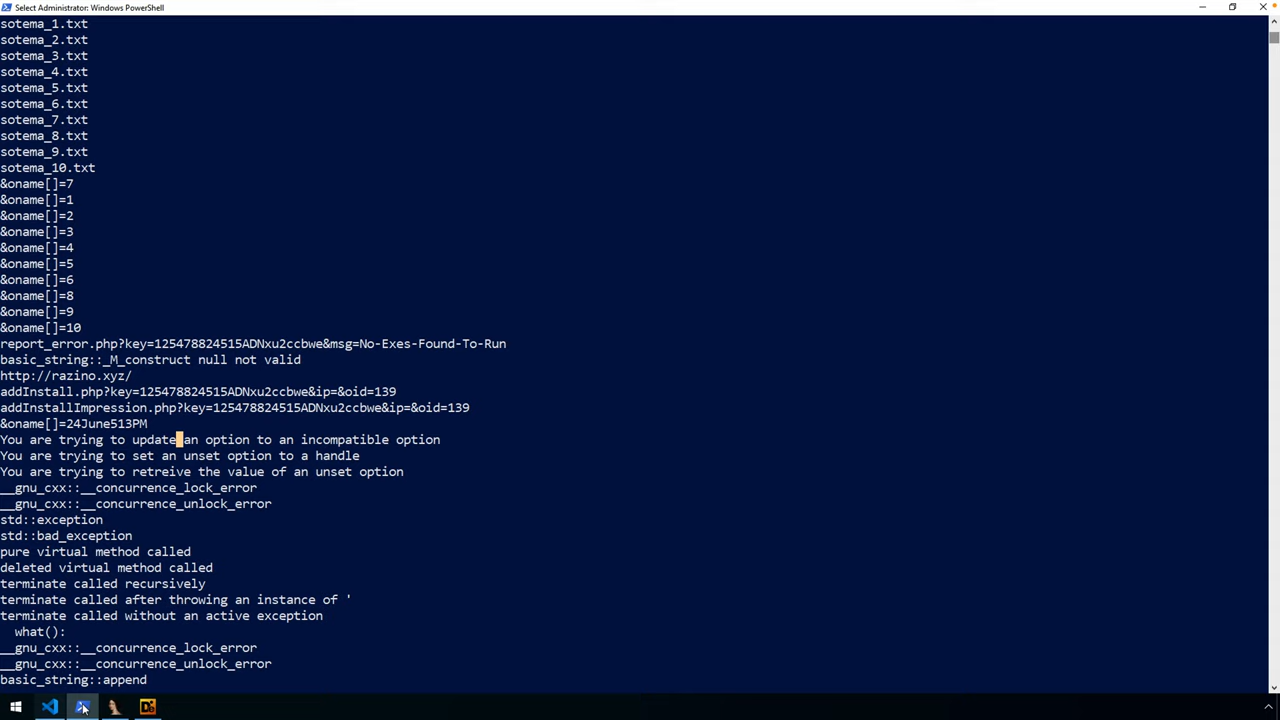 Select Administrator: Windows PowerShell
sotema_1.txt
sotema_2.txt
sotema_3.txt
sotema_4.txt
sotema_5.txt
sotema_6.txt
sotema_7.txt
sotema_8.txt
sotema_9.txt
sotema_10.txt
&oname[]=7
&oname[]=1
&oname[]=2
&oname[]=3
&oname[]=4
&oname[]=5
&oname[]=6
&oname[]=8
&oname[]=9
&oname[]=10
report_error.php?key=125478824515ADNxu2ccbwe&msg=No-Exes-Found-To-Run
basic_string::_M_construct null not valid
http://razino.xyz/
addInstall.php?key=125478824515ADNxu2ccbwe&ip=&oid=139
addInstallImpression.php?key=125478824515ADNxu2ccbwe&ip=&oid=139
&oname[]=24June513PM
You are trying to update an option to an incompatible option
You are trying to set an unset option to a handle
You are trying to retreive the value of an unset option
__gnu_cxx::__concurrence_lock_error
__gnu_cxx::__concurrence_unlock_error
std::exception
std::bad_exception
pure virtual method called
deleted virtual method called
terminate called recursively
terminate called after throwing an instance of '
terminate called without an active exception
what():
__gnu_cxx::__concurrence_lock_error
__gnu_cxx::__concurrence_unlock_error
basic_string::append